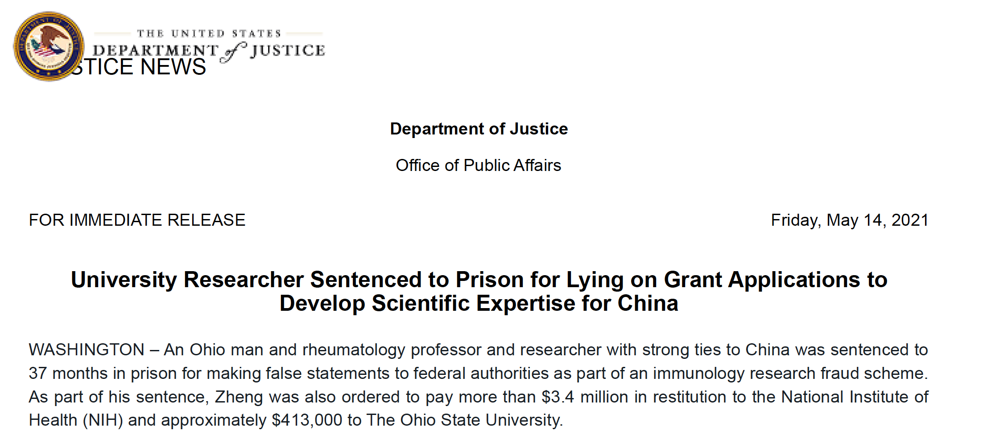 THE UNITED STATES
DEPARTMENT of JUSTICE
STICE NEWS
Department of Justice
Office of Public Affairs
FOR IMMEDIATE RELEASE
Friday, May 14, 2021
University Researcher Sentenced to Prison for Lying on Grant Applications to
Develop Scientific Expertise for China
WASHINGTON – An Ohio man and rheumatology professor and researcher with strong ties to China was sentenced to
37 months in prison for making false statements to federal authorities as part of an immunology research fraud scheme.
As part of his sentence, Zheng was also ordered to pay more than $3.4 million in restitution to the National Institute of
Health (NIH) and approximately $413,000 to The Ohio State University.